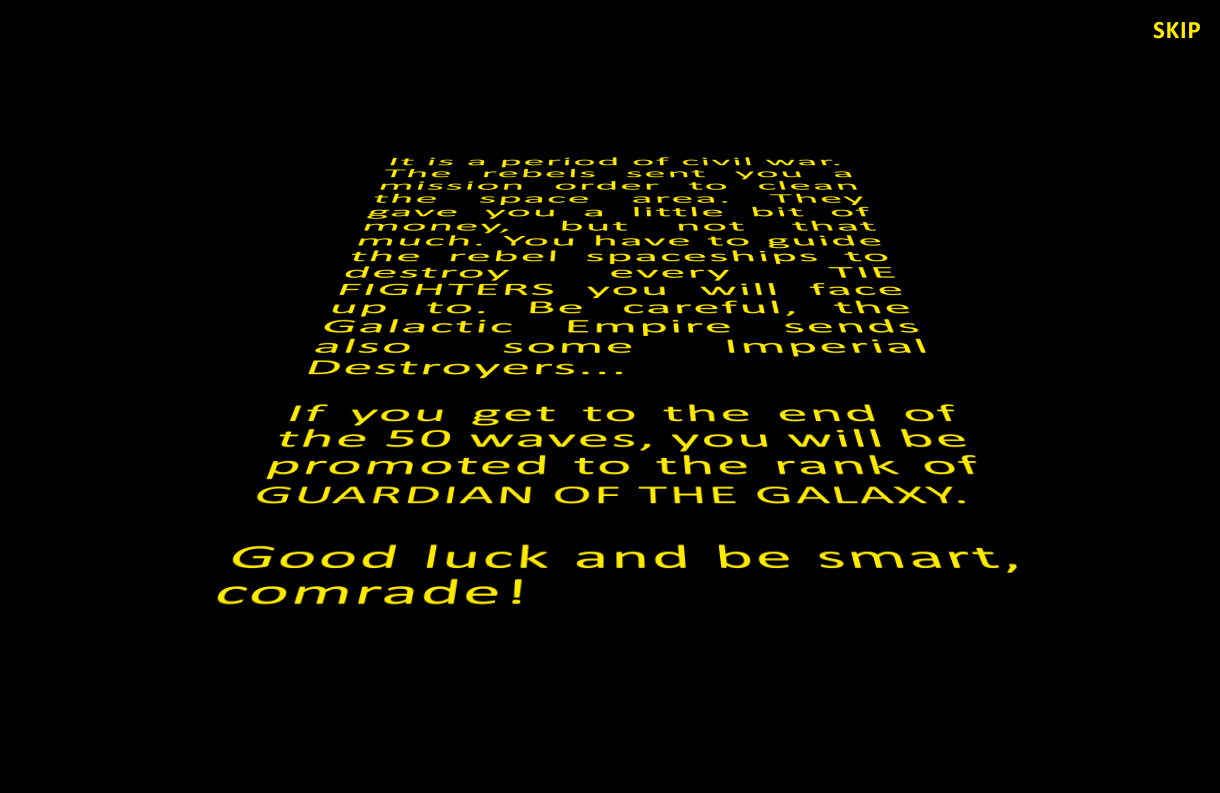 SKIP
It is a period of civil war.
The rebels sent you a
mission order to clean
the space area. They
gave you a little bit of
money, but not that
much. You have to guide
the rebel spaceships to
destroy every TIE
FIGHTERS you will face
up to. Be careful, the
Galactic Empire sends
also some Imperial
Destroyers...
If you get to the end of
the 50 waves, you will be
promoted to the rank of
GUARDIAN OF THE GALAXY.
Good luck and be smart,
comrade!